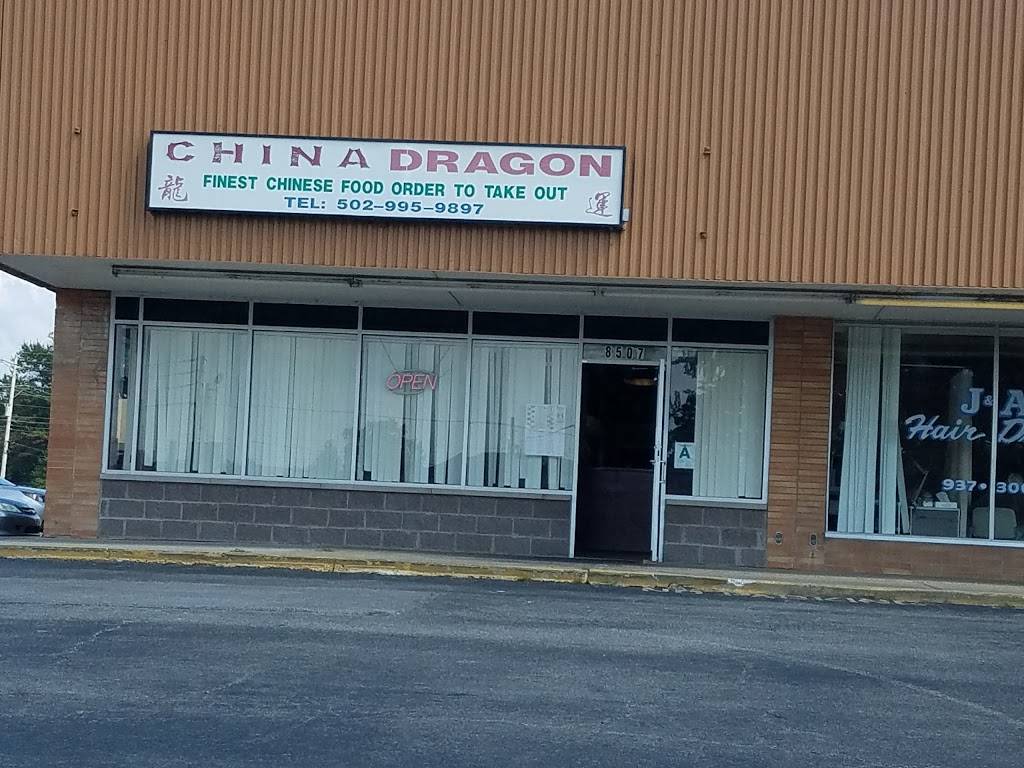 CHINA DRAGON
龍 FINEST CHINESE FOOD ORDER TO TAKE OUT 運
TEL: 502-995-9897
8507
OPEN
A
J&A
Hair
937•